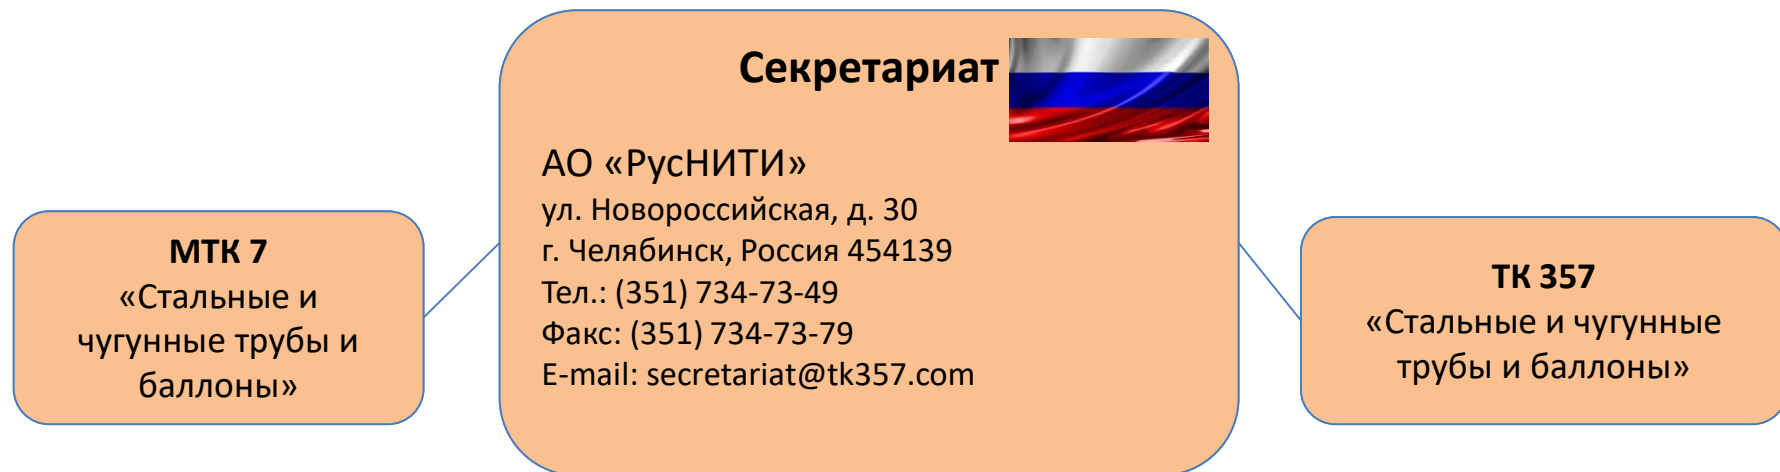 Секретариат
АО «РусНИТИ»
ул. Новороссийская, д. 30
г. Челябинск, Россия 454139
Тел.: (351) 734-73-49
Факс: (351) 734-73-79
E-mail: secretariat@tk357.com
МТК 7
«Стальные и
чугунные трубы и
баллоны»
ТК 357
«Стальные и чугунные
трубы и баллоны»